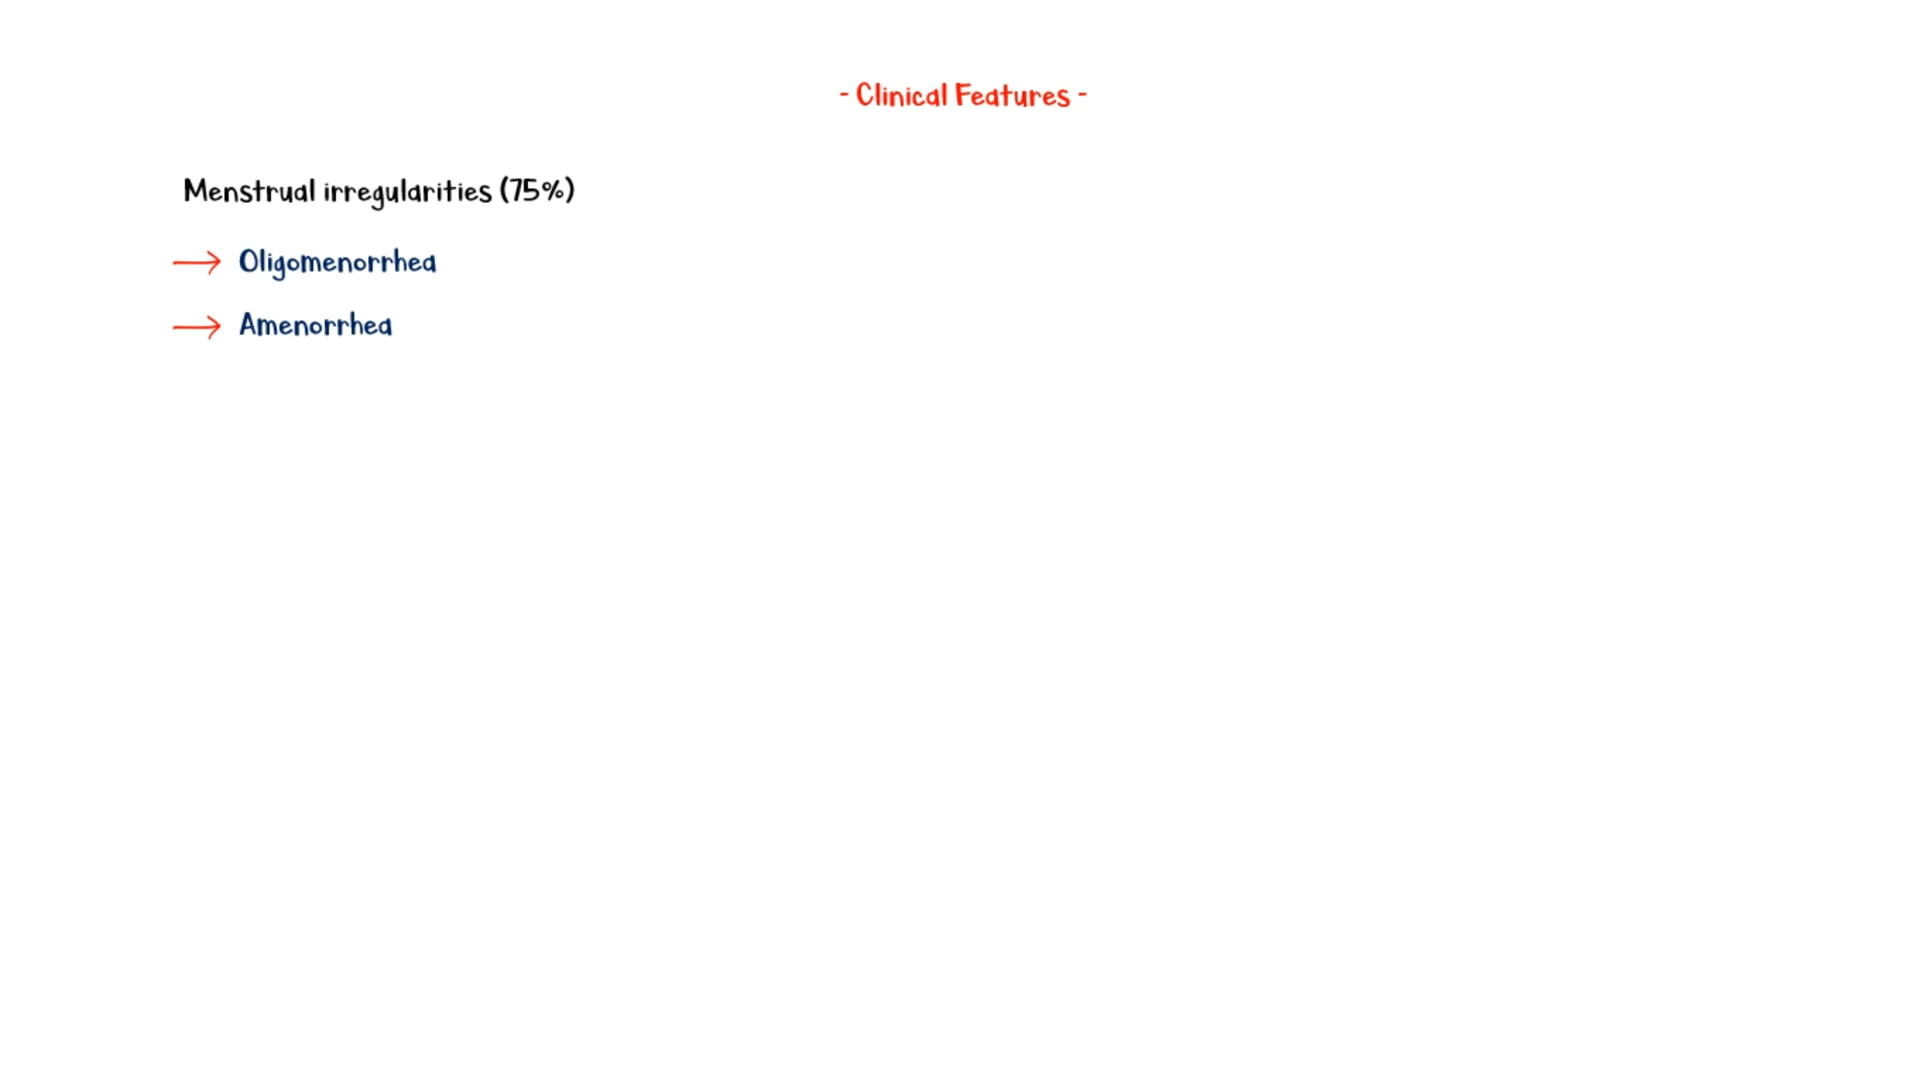 - Clinical Features -
Menstrual irregularities (75%)
→ Oligomenorrhea
→ Amenorrhea